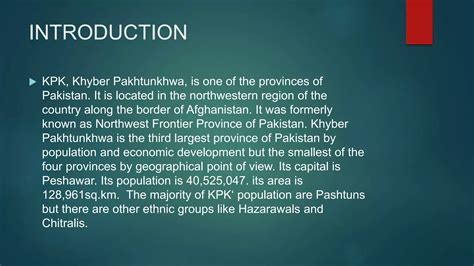 INTRODUCTION
KPK, Khyber Pakhtunkhwa, is one of the provinces of
Pakistan. It is located in the northwestern region of the
country along the border of Afghanistan. It was formerly
known as Northwest Frontier Province of Pakistan. Khyber
Pakhtunkhwa is the third largest province of Pakistan by
population and economic development but the smallest of the
four provinces by geographical point of view. Its capital is
Peshawar. Its population is 40,525,047. its area is
128,961sq.km. The majority of KPK' population are Pashtuns
but there are other ethnic groups like Hazarawals and
Chitralis.